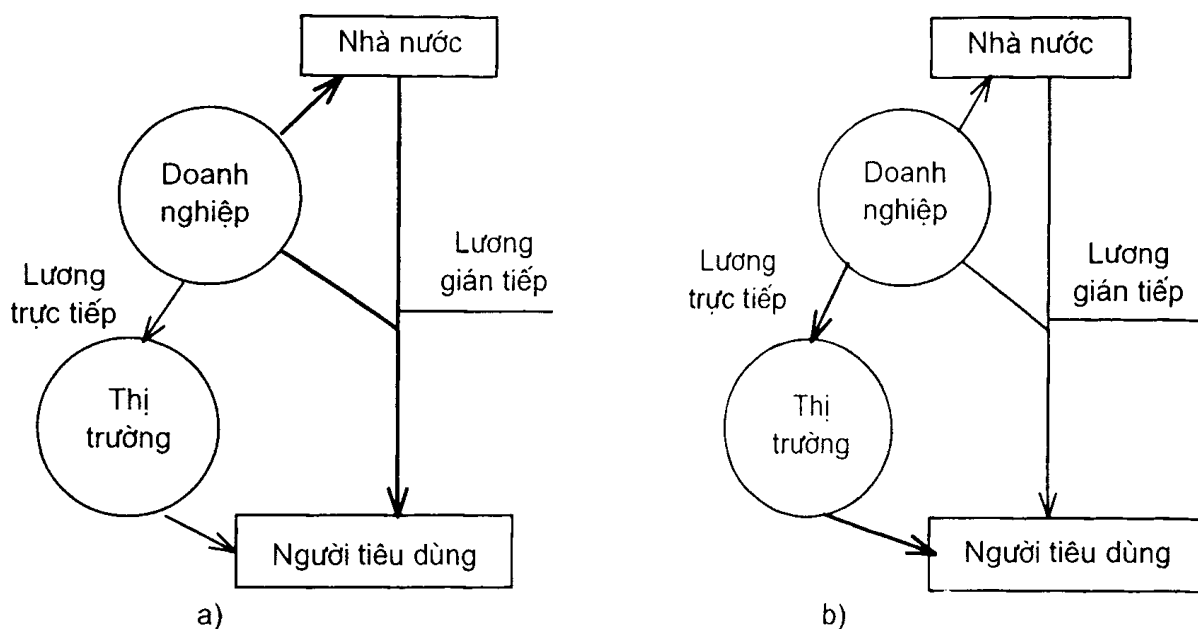 Nhà nước
Doanh
nghiệp
Lương
gián tiếp
Lương
trực tiếp
Thị
trường
Người tiêu dùng
a)
Nhà nước
Doanh
nghiệp
Lương
gián tiếp
Lương
trực tiếp
Thị
trường
Người tiêu dùng
b)